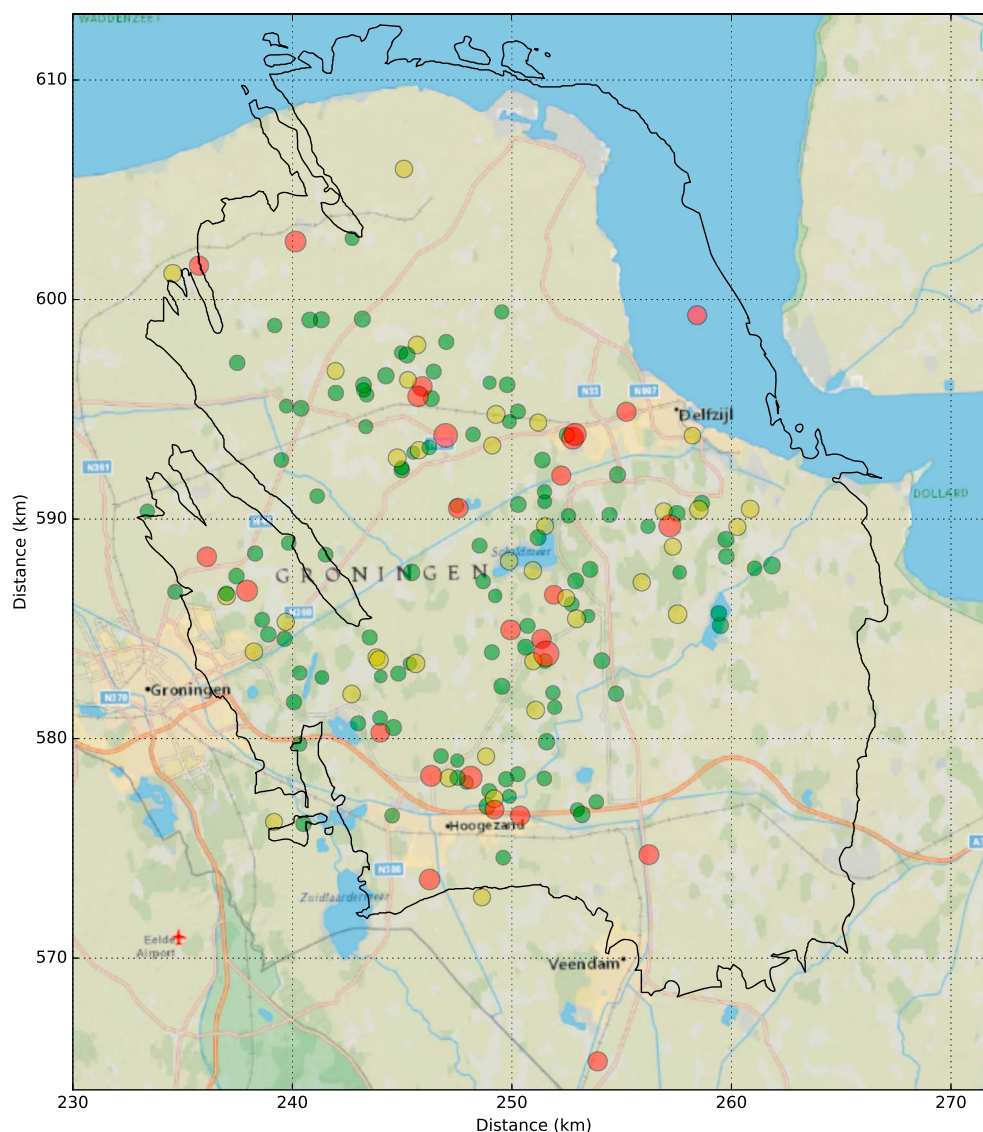 WADDENZEE
610
600
N33
N997
Delfzijl
N361
DOLLARD
590
Schildmeer
GRONINGEN
N360
Groningen
N370
580
Hoogezand
A7
N386
Zuidlaardermeer
Eelde
Airport
Veendam
570
230
240
250
260
270
Distance (km)
Distance (km)